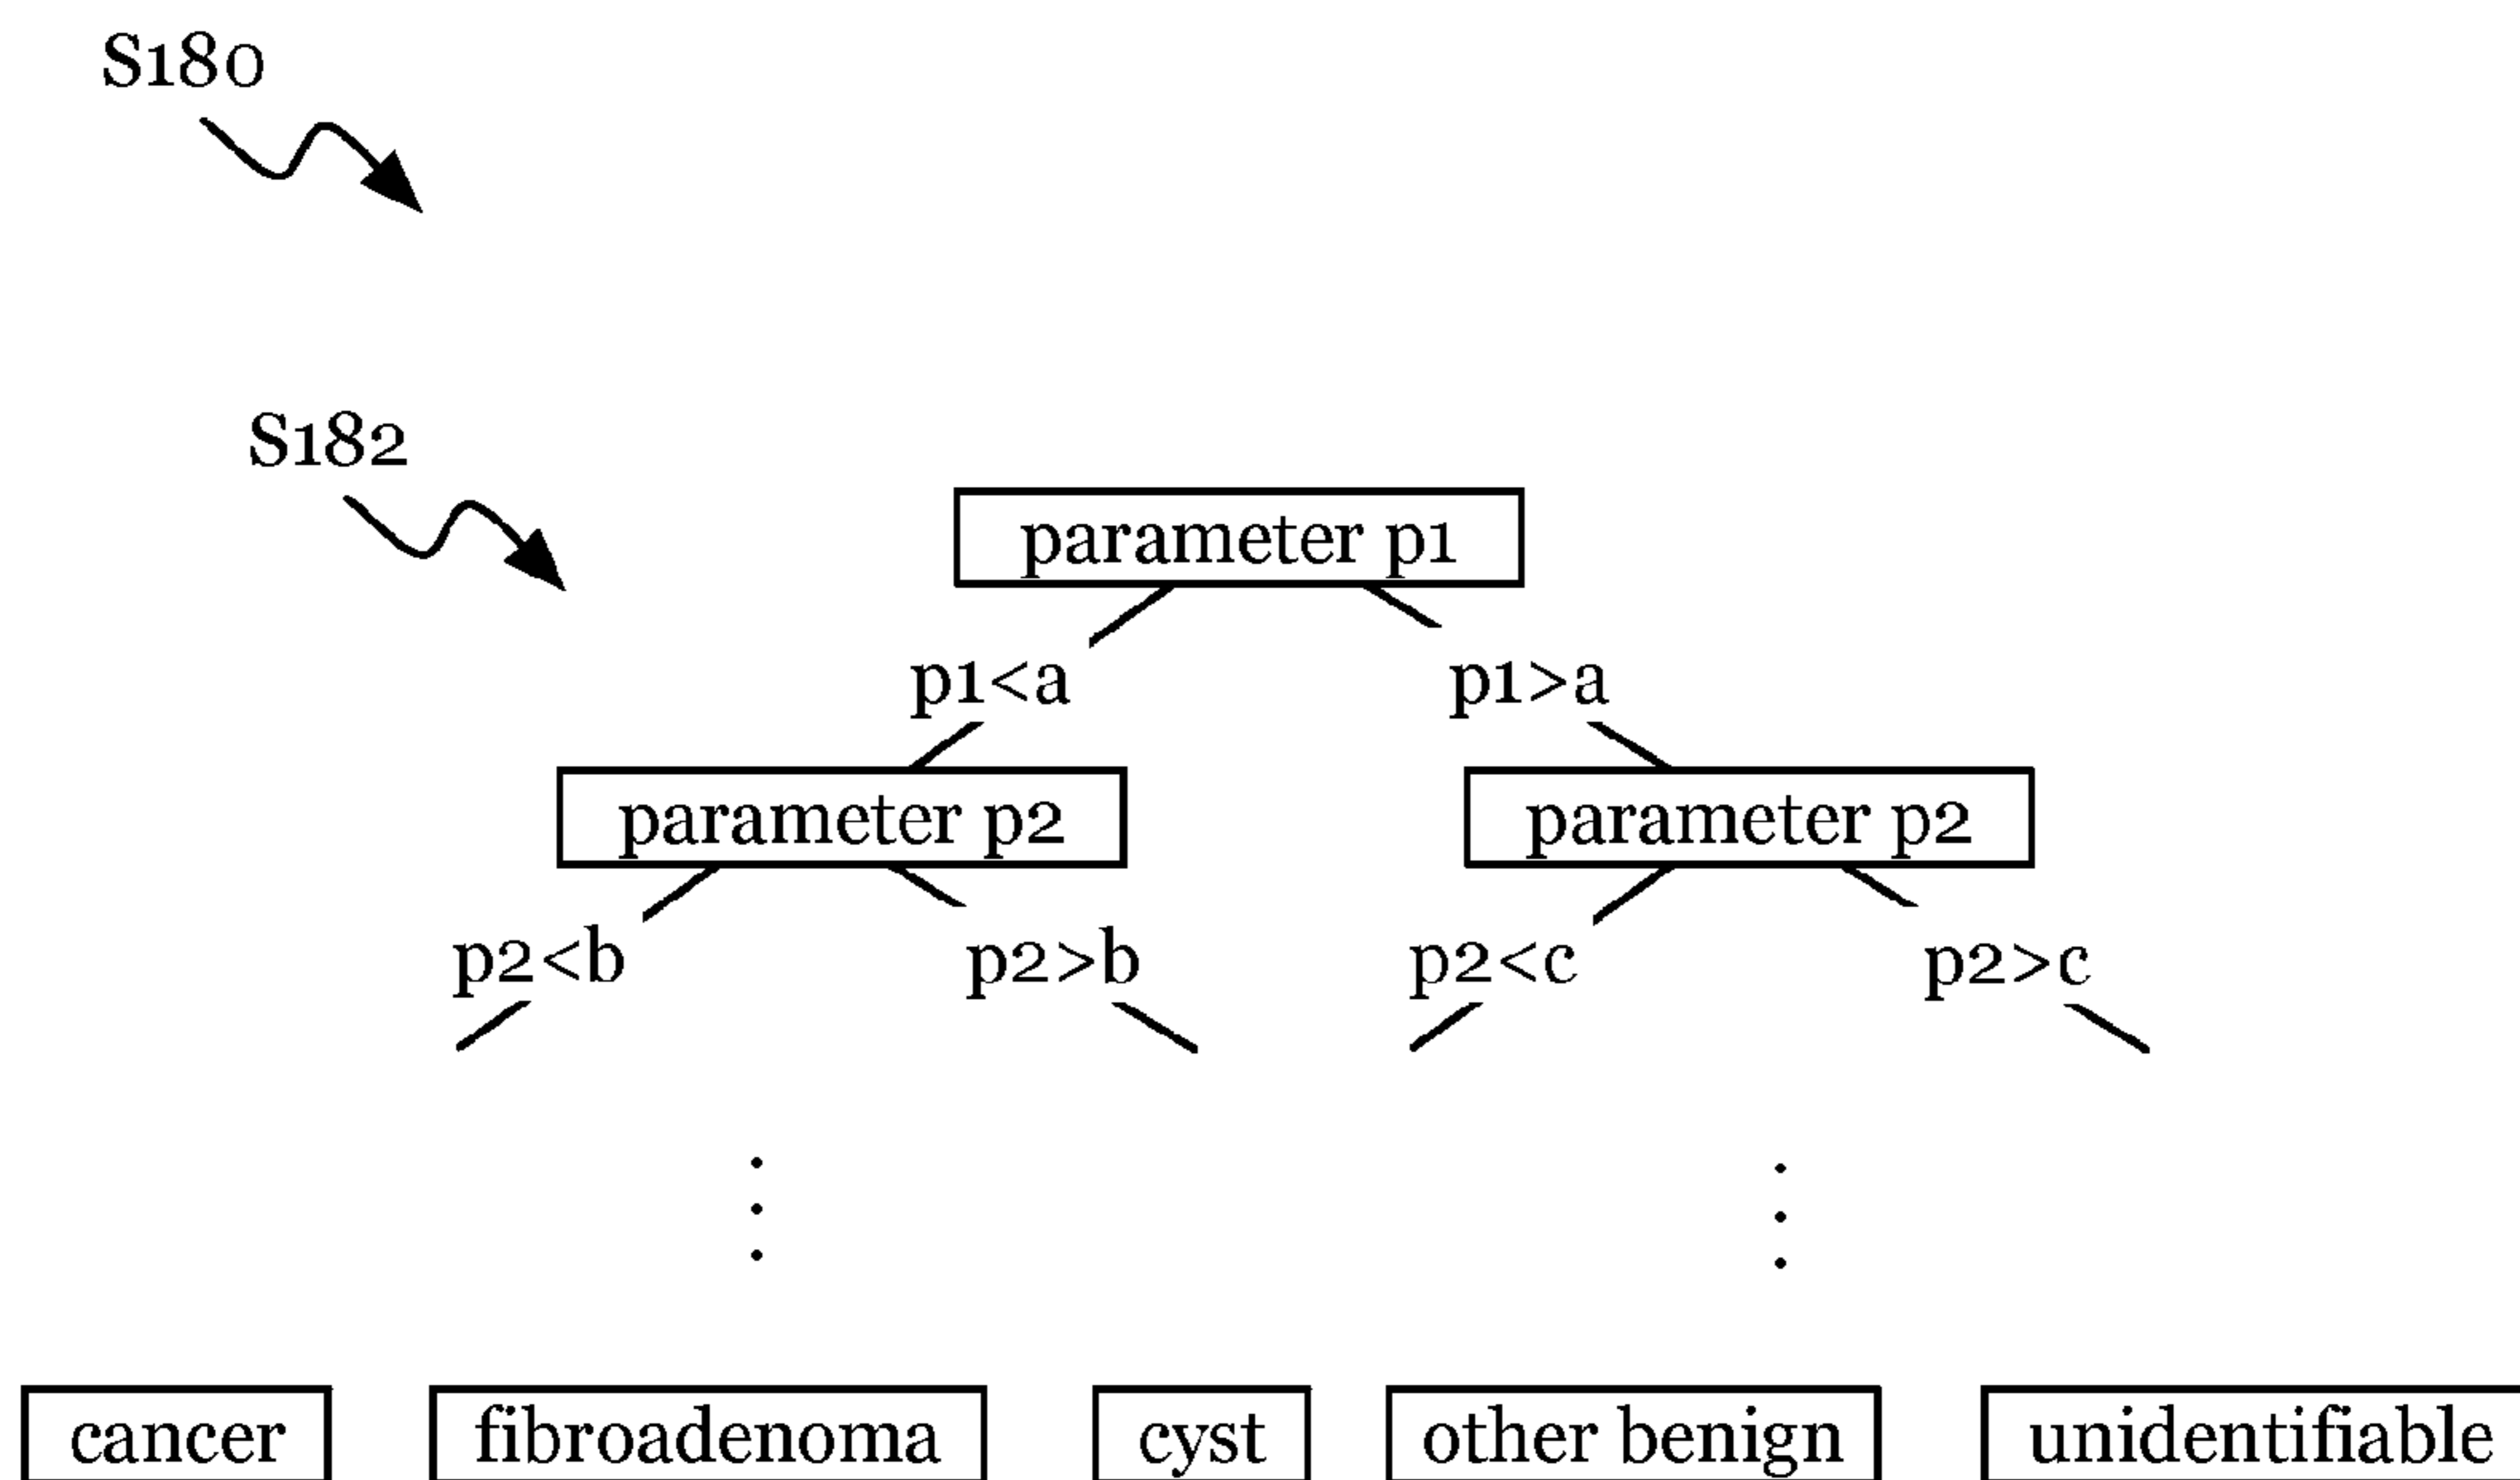 S180
S182
parameter p1
p1<a p1>a
parameter p2 parameter p2
p2<b p2>b p2<c p2>c
cancer fibroadenoma cyst other benign unidentifiable